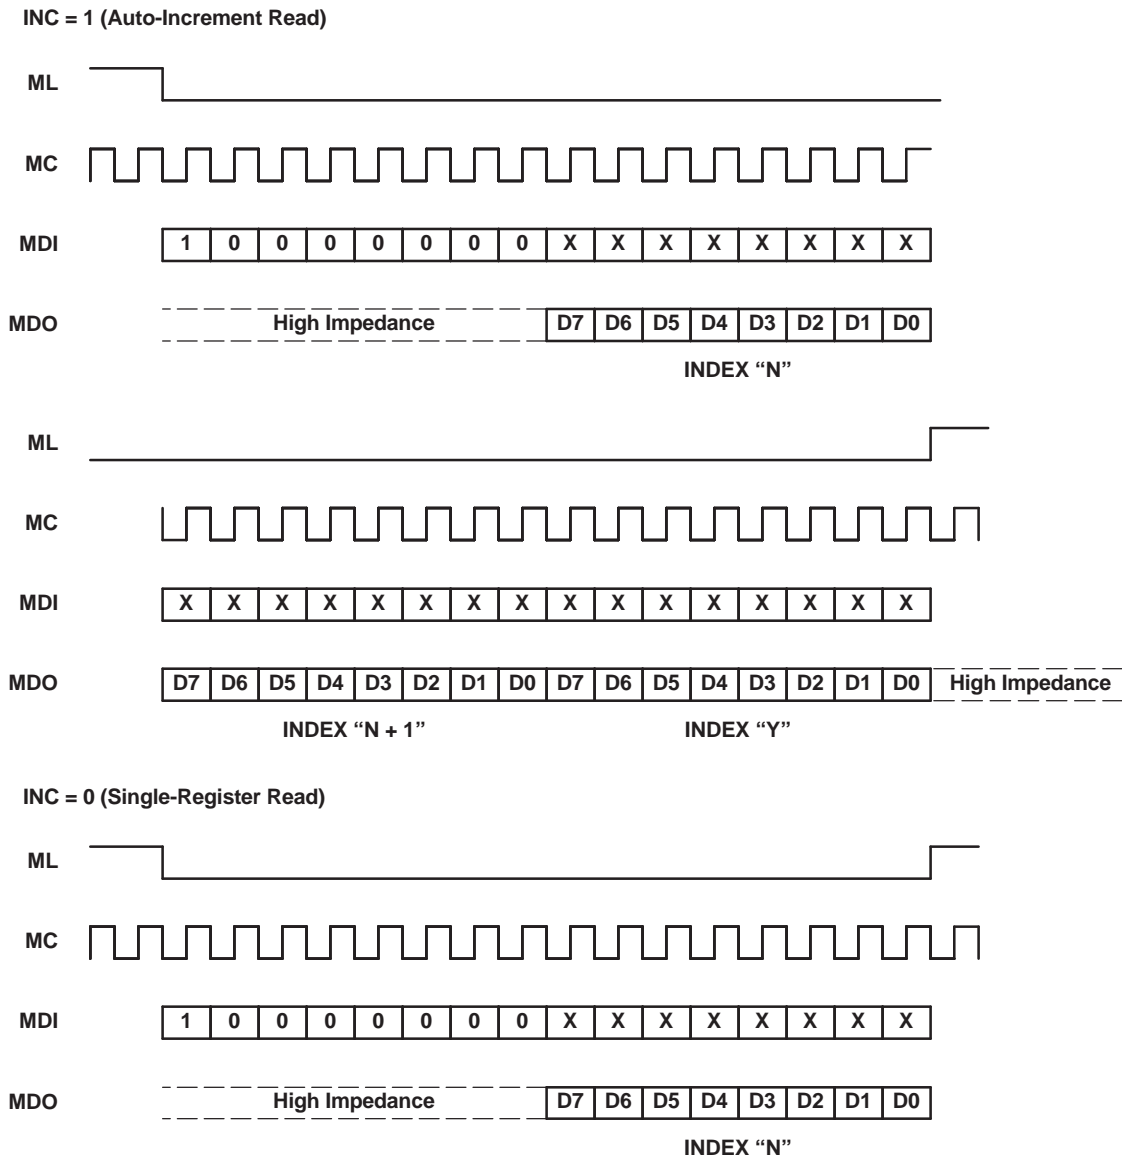 INC = 1 (Auto-Increment Read)
ML
MC
MDI 1 0 0 0 0 0 0 0 X X X X X X X X
MDO High Impedance D7 D6 D5 D4 D3 D2 D1 D0
INDEX “N”
ML
MC
MDI X X X X X X X X X X X X X X X X
MDO D7 D6 D5 D4 D3 D2 D1 D0 D7 D6 D5 D4 D3 D2 D1 D0 High Impedance
INDEX “N + 1” INDEX “Y”
INC = 0 (Single-Register Read)
ML
MC
MDI 1 0 0 0 0 0 0 0 X X X X X X X X
MDO High Impedance D7 D6 D5 D4 D3 D2 D1 D0
INDEX “N”